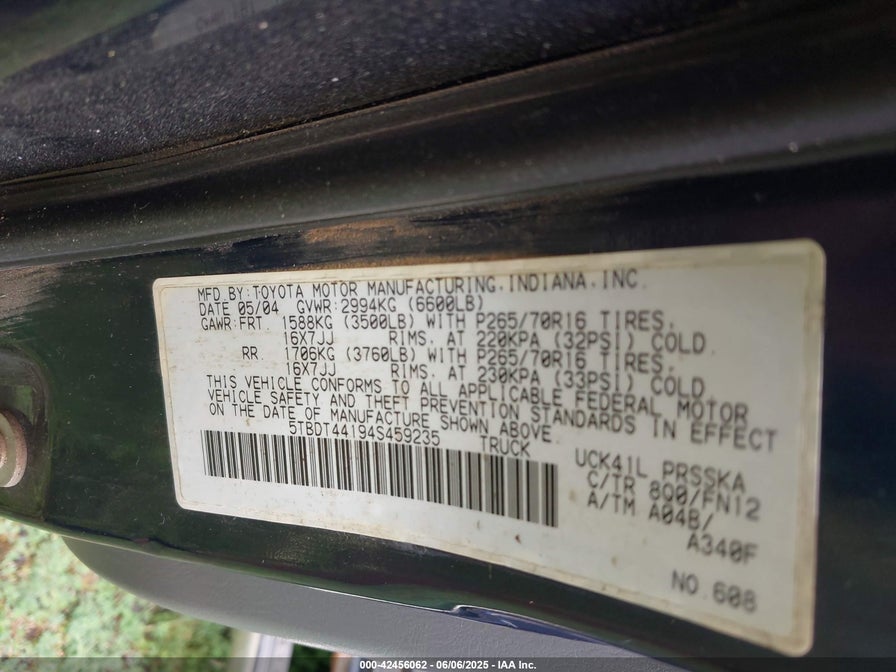 MFD BY:TOYOTA MOTOR MANUFACTURING.INDIANA.INC.
DATE 05/04 GVWR:2994KG (6600LB)
GAWR:FRT 1588KG (3500LB) WITH P265/70R16 TIRES.
16X7JJ RIMS. AT 220KPA (32PSI) COLD.
RR. 1706KG (3760LB) WITH P265/70R16 TIRES.
16X7JJ RIMS. AT 230KPA (33PSI) COLD.
THIS VEHICLE CONFORMS TO ALL APPLICABLE FEDERAL MOTOR
VEHICLE SAFETY AND THEFT PREVENTION STANDARDS IN EFFECT
ON THE DATE OF MANUFACTURE SHOWN ABOVE.
5TBDT44194S459235 TRUCK
UCK41L PRSSKA
C/TR 8Q0/FN12
A/TM A04B/
A340F
NO.608
000-42456062 - 06/06/2025 - IAA Inc.